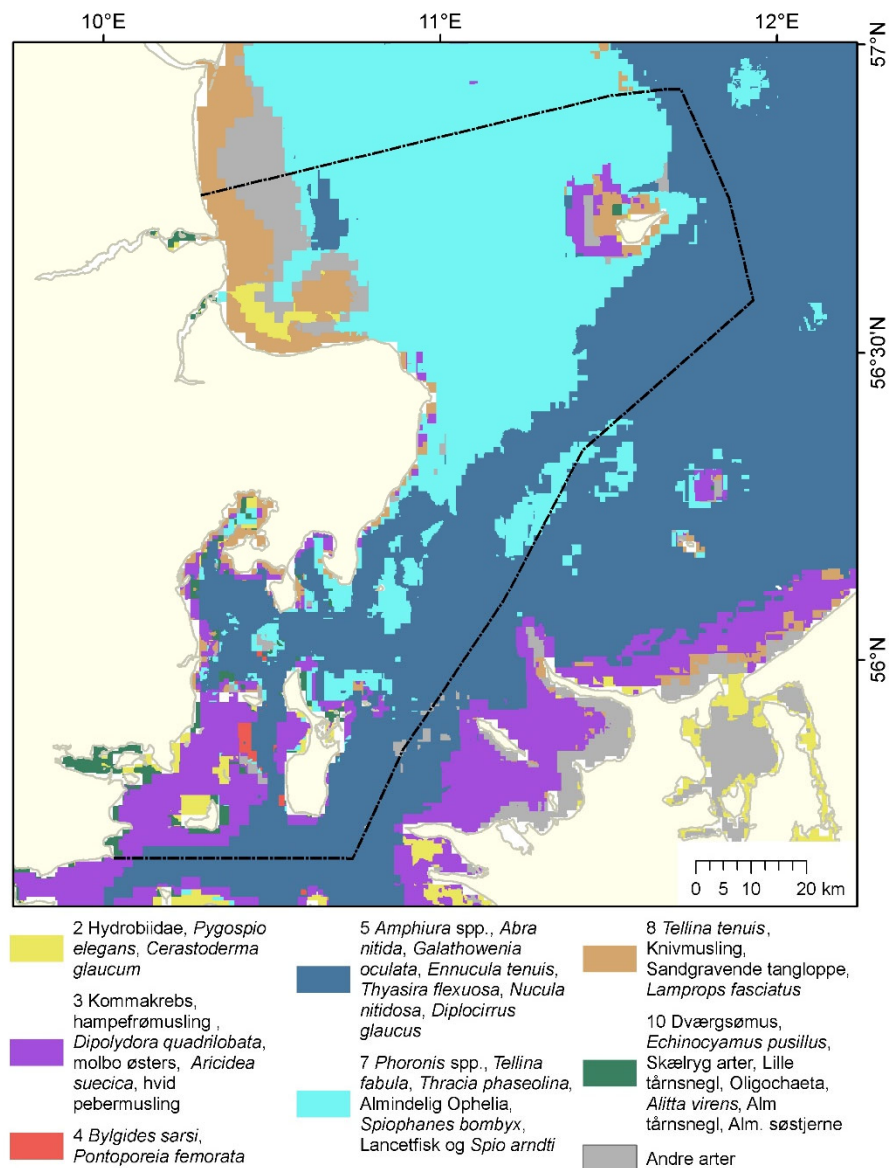 10°E
11°E
12°E
57°N
56°30'N
56°N
0 5 10 20 km
2 Hydrobiidae, Pygospio
elegans, Cerastoderma
glaucum
3 Kommakrebs,
hampefrømusling ,
Dipolydora quadrilobata,
molbo østers, Aricidea
suecica, hvid
pebermusling
4 Bylgides sarsi,
Pontoporeia femorata
5 Amphiura spp., Abra
nitida, Galathowenia
oculata, Ennucula tenuis,
Thyasira flexuosa, Nucula
nitidosa, Diplocirrus
glaucus
7 Phoronis spp., Tellina
fabula, Thracia phaseolina,
Almindelig Ophelia,
Spiophanes bombyx,
Lancetfisk og Spio arndti
8 Tellina tenuis,
Knivmusling,
Sandgravende tangloppe,
Lamprops fasciatus
10 Dværgsømus,
Echinocyamus pusillus,
Skælryg arter, Lille
tårnsnegl, Oligochaeta,
Alitta virens, Alm
tårnsnegl, Alm. søstjerne
Andre arter